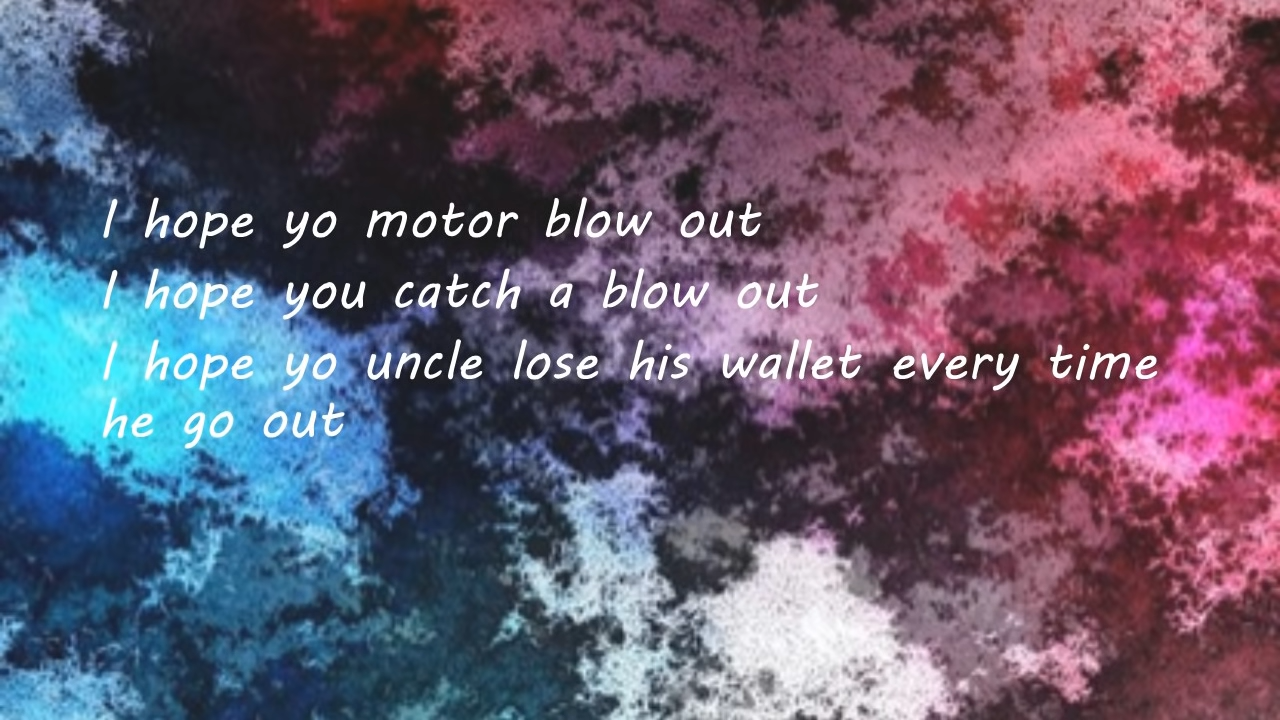 I hope yo motor blow out
I hope you catch a blow out
I hope yo uncle lose his wallet every time
he go out